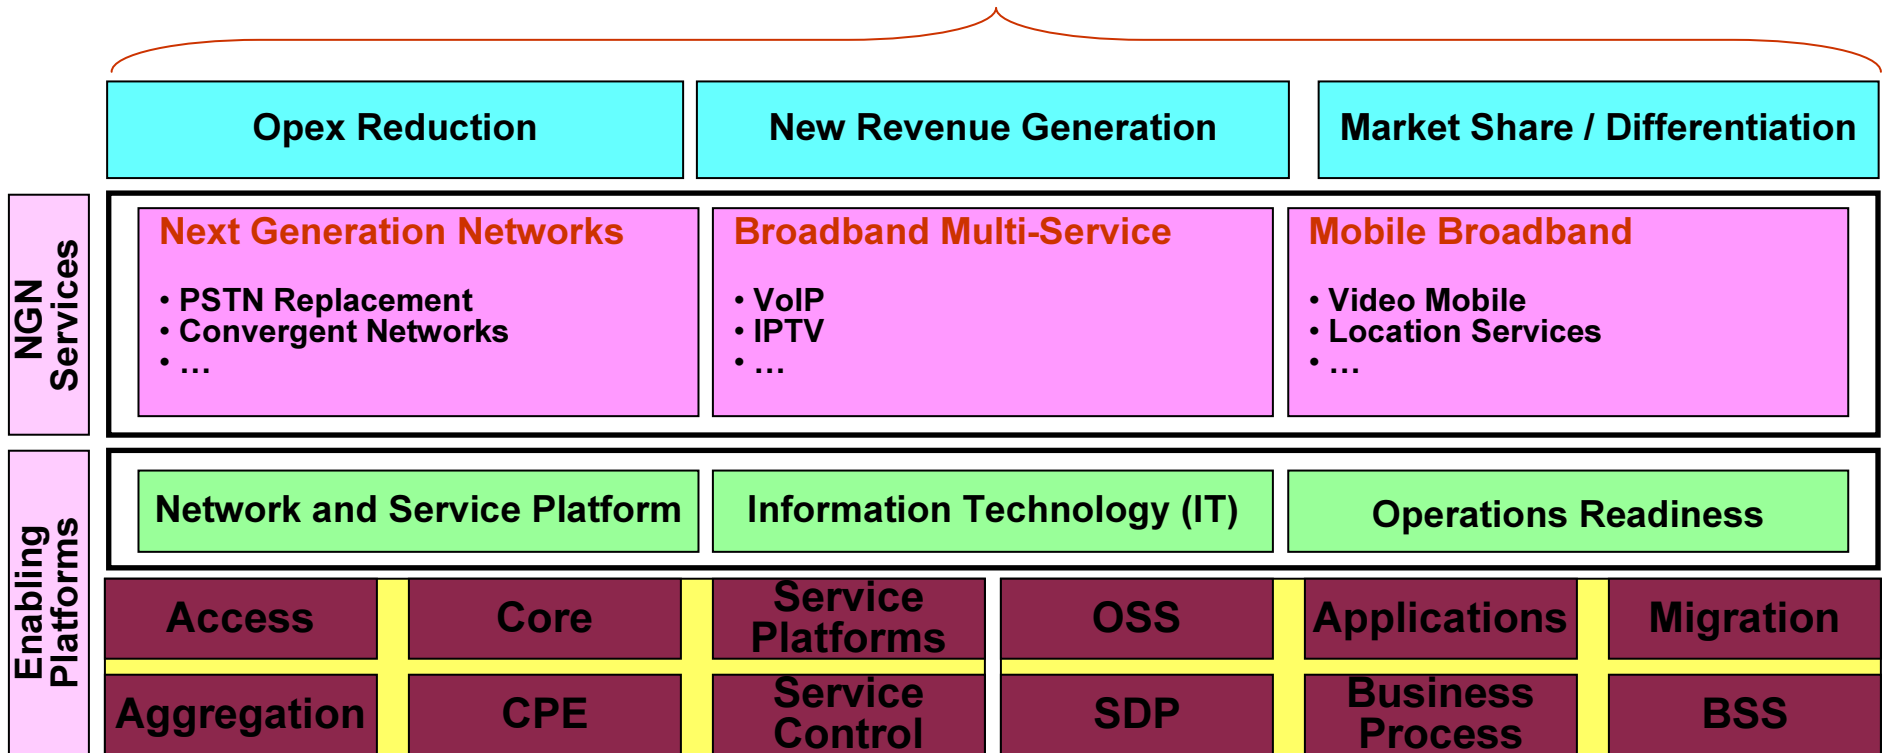 Opex Reduction
New Revenue Generation
Market Share / Differentiation
NGN
Services
Next Generation Networks
• PSTN Replacement
• Convergent Networks
• …
Broadband Multi-Service
• VoIP
• IPTV
• …
Mobile Broadband
• Video Mobile
• Location Services
• …
Enabling
Platforms
Network and Service Platform
Information Technology (IT)
Operations Readiness
Access
Core
Service
Platforms
OSS
Applications
Migration
Aggregation
CPE
Service
Control
SDP
Business
Process
BSS